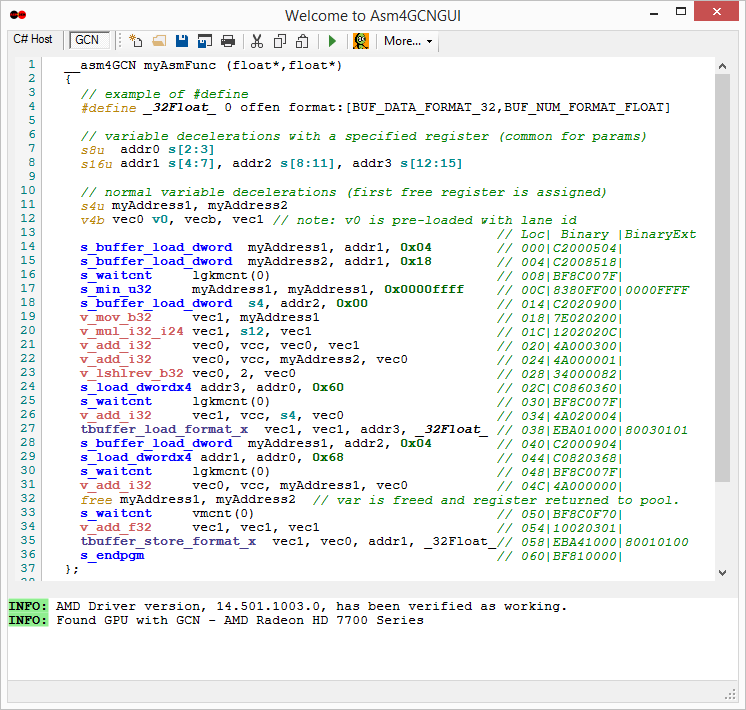 Welcome to Asm4GCNGUI
C# Host GCN More...
1 __asm4GCN myAsmFunc (float*,float*)
2 {
3 // example of #define
4 #define _32Float_ 0 offen format:[BUF_DATA_FORMAT_32,BUF_NUM_FORMAT_FLOAT]
5
6 // variable decelerations with a specified register (common for params)
7 s8u addr0 s[2:3]
8 s16u addr1 s[4:7], addr2 s[8:11], addr3 s[12:15]
9
10 // normal variable decelerations (first free register is assigned)
11 s4u myAddress1, myAddress2
12 v4b vec0 v0, vecb, vec1 // note: v0 is pre-loaded with lane id
13 // Loc| Binary |BinaryExt
14 s_buffer_load_dword myAddress1, addr1, 0x04 // 000|C2000504|
15 s_buffer_load_dword myAddress2, addr1, 0x18 // 004|C2008518|
16 s_waitcnt lgkmcnt(0) // 008|BF8C007F|
17 s_min_u32 myAddress1, myAddress1, 0x0000ffff // 00C|8380FF00|0000FFFF
18 s_buffer_load_dword s4, addr2, 0x00 // 014|C2020900|
19 v_mov_b32 vec1, myAddress1 // 018|7E020200|
20 v_mul_i32_i24 vec1, s12, vec1 // 01C|1202020C|
21 v_add_i32 vec0, vcc, vec0, vec1 // 020|4A000300|
22 v_add_i32 vec0, vcc, myAddress2, vec0 // 024|4A000001|
23 v_lshlrev_b32 vec0, 2, vec0 // 028|34000082|
24 s_load_dwordx4 addr3, addr0, 0x60 // 02C|C0860360|
25 s_waitcnt lgkmcnt(0) // 030|BF8C007F|
26 v_add_i32 vec1, vcc, s4, vec0 // 034|4A020004|
27 tbuffer_load_format_x vec1, vec1, addr3, _32Float_ // 038|EBA01000|80030101
28 s_buffer_load_dword myAddress1, addr2, 0x04 // 040|C2000904|
29 s_load_dwordx4 addr1, addr0, 0x68 // 044|C0820368|
30 s_waitcnt lgkmcnt(0) // 048|BF8C007F|
31 v_add_i32 vec0, vcc, myAddress1, vec0 // 04C|4A000000|
32 free myAddress1, myAddress2 // var is freed and register returned to pool.
33 s_waitcnt vmcnt(0) // 050|BF8C0F70|
34 v_add_f32 vec1, vec1, vec1 // 054|10020301|
35 tbuffer_store_format_x vec1, vec0, addr1, _32Float_// 058|EBA41000|80010100
36 s_endpgm // 060|BF810000|
37 };
INFO: AMD Driver version, 14.501.1003.0, has been verified as working.
INFO: Found GPU with GCN - AMD Radeon HD 7700 Series